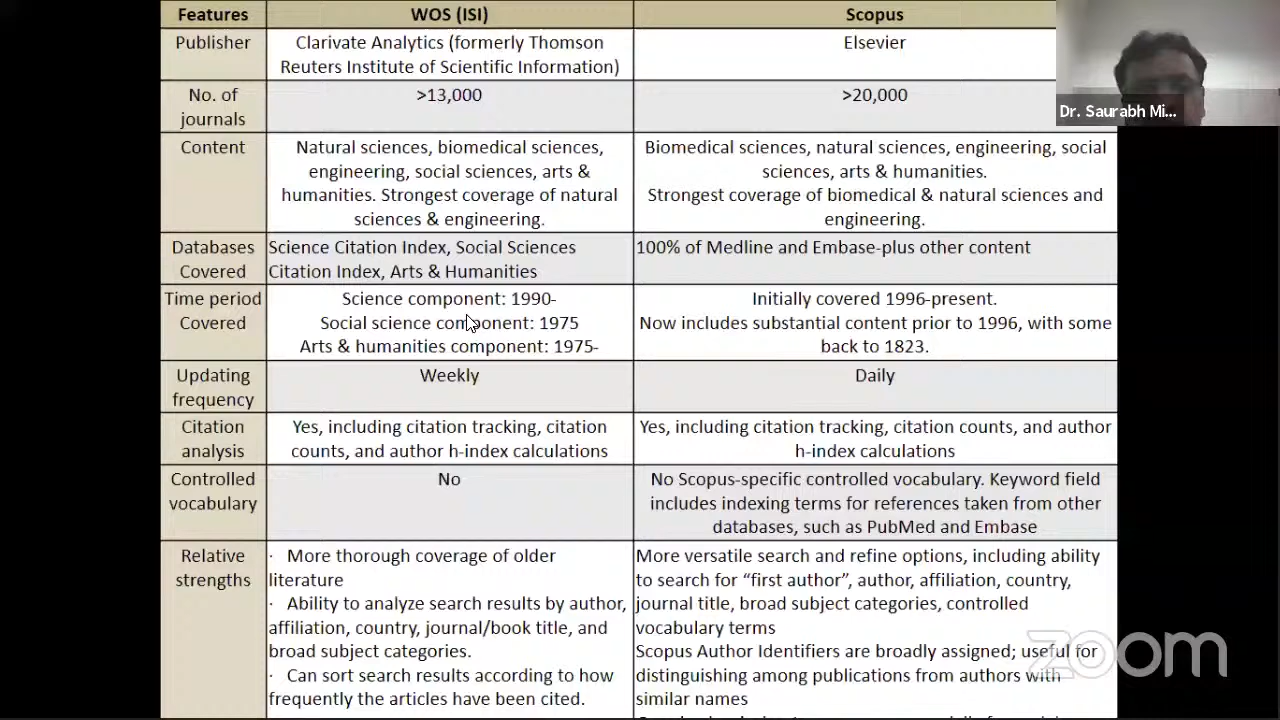 Features
WOS (ISI)
Scopus
Publisher
Clarivate Analytics (formerly Thomson
Reuters Institute of Scientific Information)
Elsevier
No. of
journals
>13,000
>20,000
Content
Natural sciences, biomedical sciences,
engineering, social sciences, arts &
humanities. Strongest coverage of natural
sciences & engineering.
Biomedical sciences, natural sciences, engineering, social
sciences, arts & humanities.
Strongest coverage of biomedical & natural sciences and
engineering.
Databases
Covered
Science Citation Index, Social Sciences
Citation Index, Arts & Humanities
100% of Medline and Embase-plus other content
Time period
Covered
Science component: 1990-
Social science component: 1975
Arts & humanities component: 1975-
Initially covered 1996-present.
Now includes substantial content prior to 1996, with some
back to 1823.
Updating
frequency
Weekly
Daily
Citation
analysis
Yes, including citation tracking, citation
counts, and author h-index calculations
Yes, including citation tracking, citation counts, and author
h-index calculations
Controlled
vocabulary
No
No Scopus-specific controlled vocabulary. Keyword field
includes indexing terms for references taken from other
databases, such as PubMed and Embase
Relative
strengths
· More thorough coverage of older
literature
· Ability to analyze search results by author,
affiliation, country, journal/book title, and
broad subject categories.
· Can sort search results according to how
frequently the articles have been cited.
More versatile search and refine options, including ability
to search for “first author”, author, affiliation, country,
journal title, broad subject categories, controlled
vocabulary terms
Scopus Author Identifiers are broadly assigned; useful for
distinguishing among publications from authors with
similar names
Dr. Saurabh Mi...
zoom